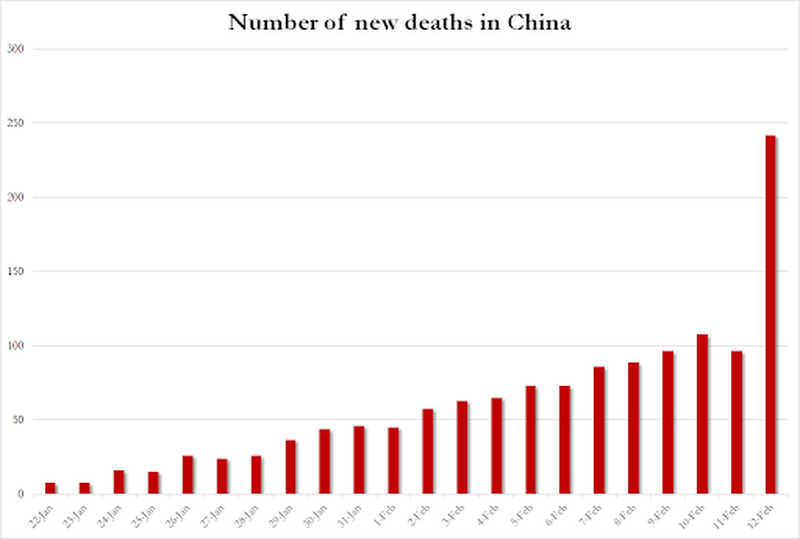 Number of new deaths in China
300
250
200
150
100
50
0
22-Jan
23-Jan
24-Jan
25-Jan
26-Jan
27-Jan
28-Jan
29-Jan
30-Jan
31-Jan
1-Feb
2-Feb
3-Feb
4-Feb
5-Feb
6-Feb
7-Feb
8-Feb
9-Feb
10-Feb
11-Feb
12-Feb